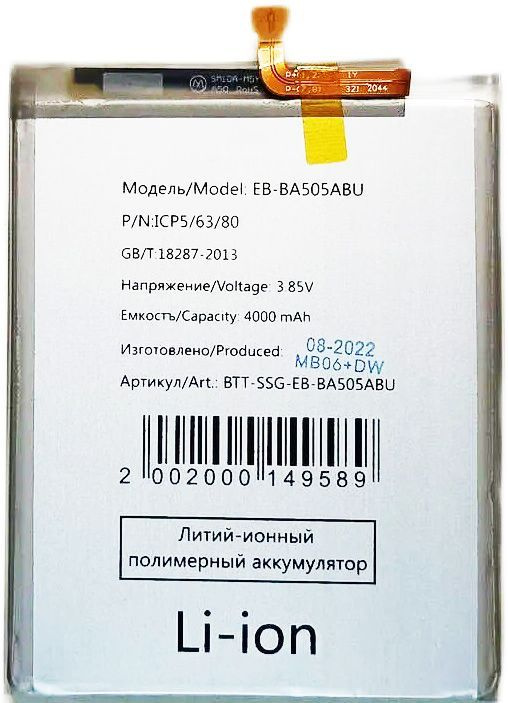 SMIDA-MSY
Модель/Model: EB-BA505ABU
P/N:ICP5/63/80
GB/T:18287-2013
Напряжение/Voltage: 3.85V
Емкость/Capacity: 4000 mAh
Изготовлено/Produced: 08-2022
MB06+DW
Артикул/Art.: BTT-SSG-EB-BA505ABU
2 002000 149589
Литий-ионный
полимерный аккумулятор
Li-ion